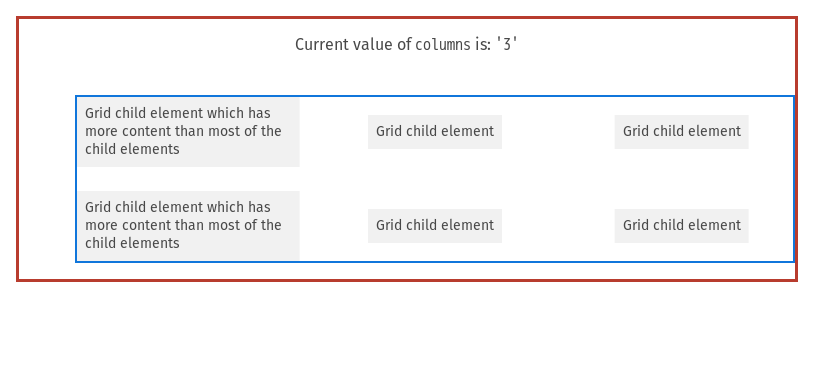 Current value of columns is: '3'
Grid child element which has
more content than most of the
child elements
Grid child element
Grid child element
Grid child element which has
more content than most of the
child elements
Grid child element
Grid child element